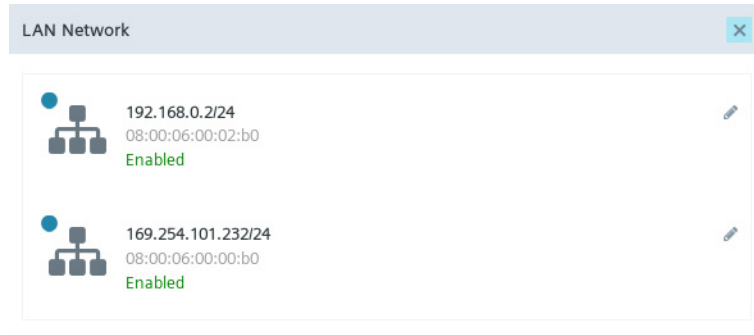 LAN Network
192.168.0.2/24
08:00:06:00:02:b0
Enabled
169.254.101.232/24
08:00:06:00:00:b0
Enabled